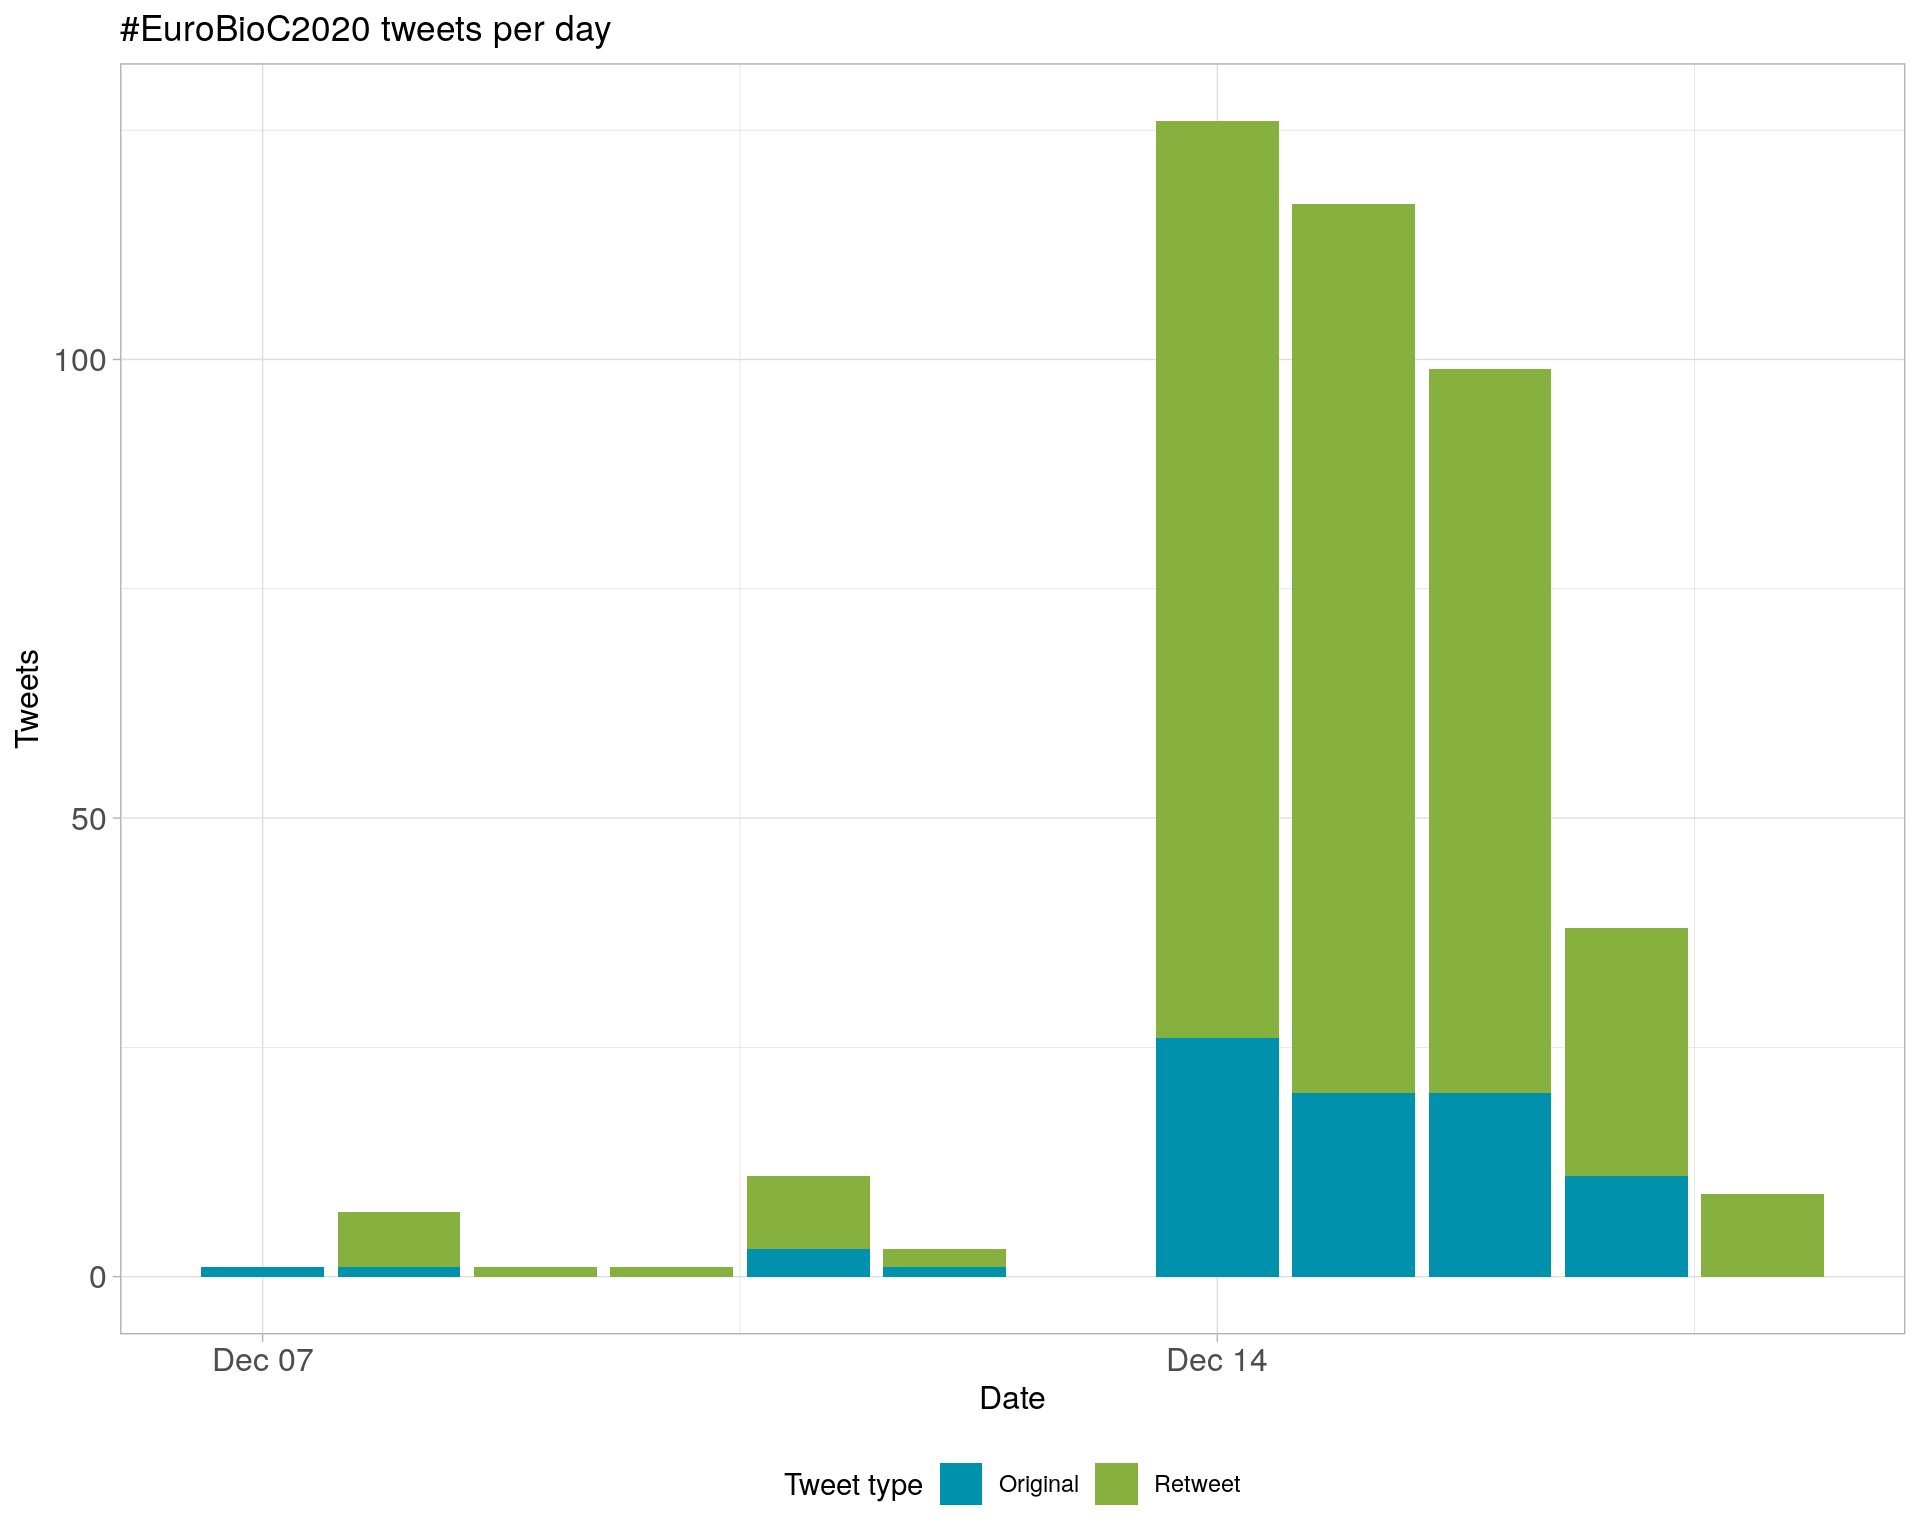 #EuroBioC2020 tweets per day
Tweets
100
50
0
Dec 07 Dec 14
Date
Tweet type Original Retweet